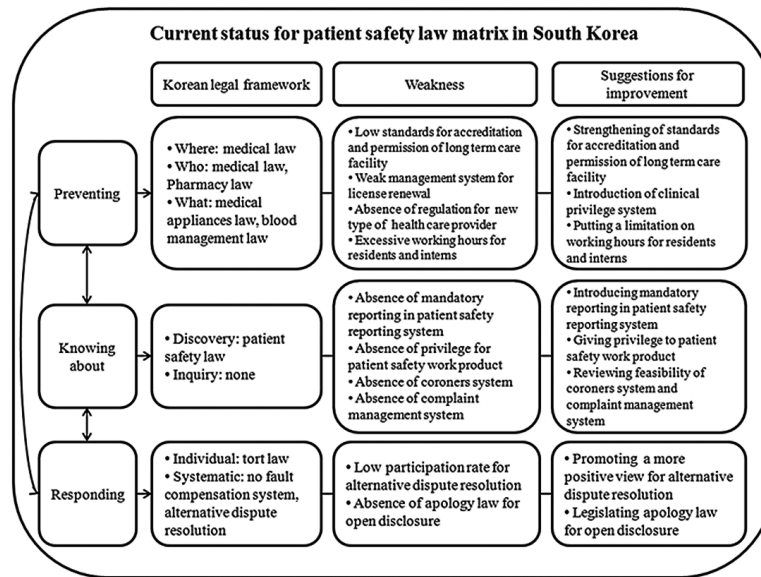 Current status for patient safety law matrix in South Korea
Korean legal framework
Weakness
Suggestions for
improvement
Preventing
• Where: medical law
• Who: medical law,
Pharmacy law
• What: medical
appliances law, blood
management law
• Low standards for accreditation
and permission of long term care
facility
• Weak management system for
license renewal
• Absence of regulation for new
type of health care provider
• Excessive working hours for
residents and interns
• Strengthening of standards
for accreditation and
permission of long term care
facility
• Introduction of clinical
privilege system
• Putting a limitation on
working hours for residents
and interns
Knowing
about
• Discovery: patient
safety law
• Inquiry: none
• Absence of mandatory
reporting in patient safety
reporting system
• Absence of privilege for
patient safety work product
• Absence of coroners system
• Absence of complaint
management system
• Introducing mandatory
reporting in patient safety
reporting system
• Giving privilege to patient
safety work product
• Reviewing feasibility of
coroners system and
complaint management
system
Responding
• Individual: tort law
• Systematic: no fault
compensation system,
alternative dispute
resolution
• Low participation rate for
alternative dispute resolution
• Absence of apology law for
open disclosure
• Promoting a more
positive view for alternative
dispute resolution
• Legislating apology law
for open disclosure